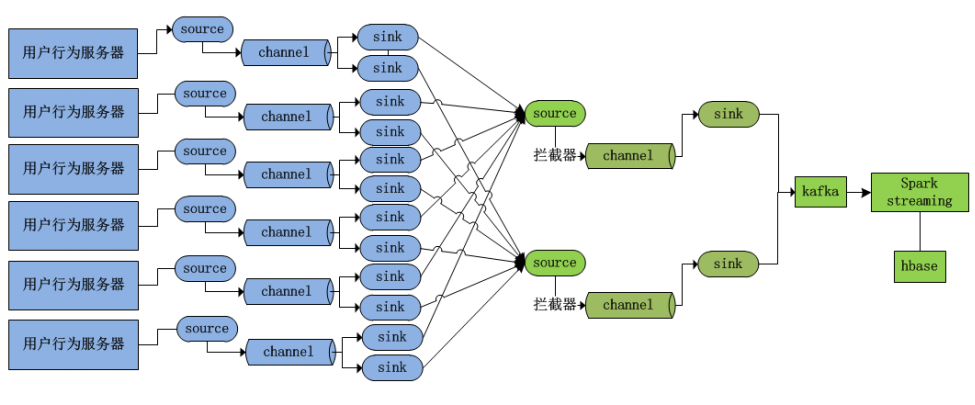 用户行为服务器
source
channel
sink
sink
用户行为服务器
source
channel
sink
sink
用户行为服务器
source
channel
sink
sink
用户行为服务器
source
channel
sink
sink
用户行为服务器
source
channel
sink
sink
用户行为服务器
source
channel
sink
sink
source
拦截器
channel
sink
source
拦截器
channel
sink
kafka
Spark
streaming
hbase